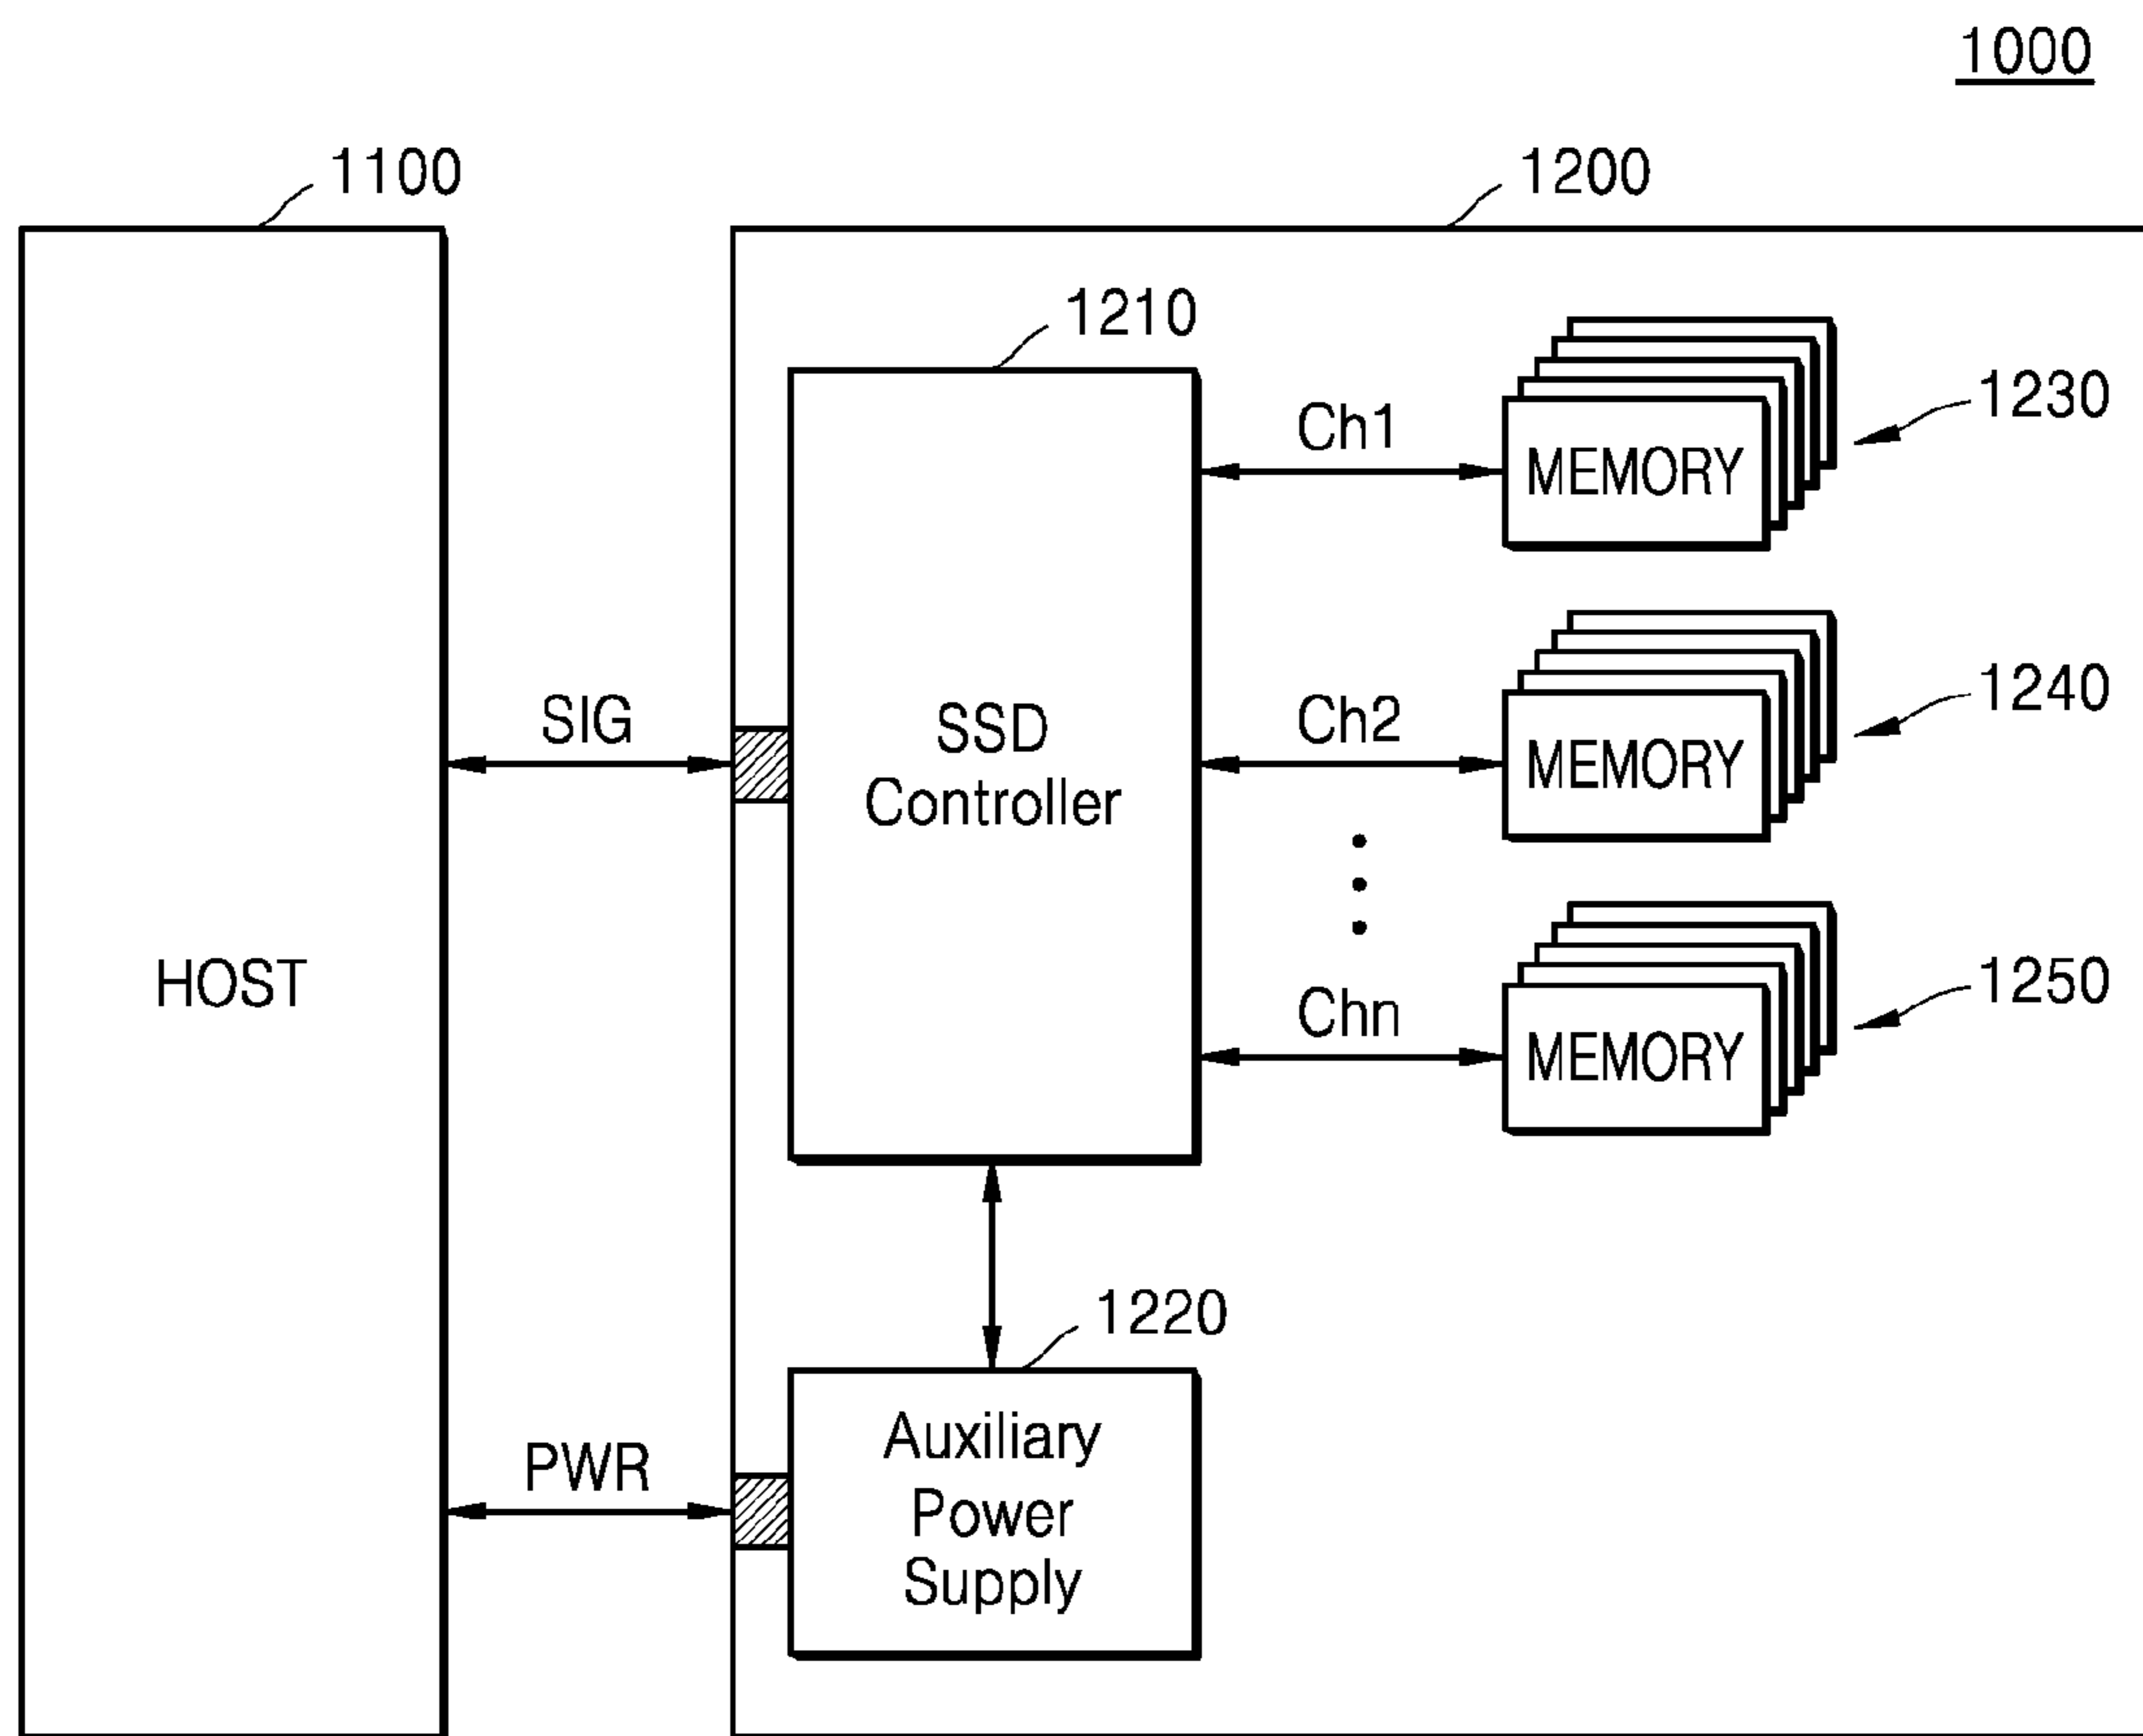 1000
1100
1200
1210
Ch1
MEMORY
1230
SIG
SSD
Controller
Ch2
MEMORY
1240
HOST
Chn
MEMORY
1250
1220
PWR
Auxiliary
Power
Supply